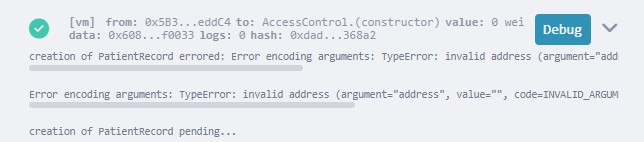 [vm] from: 0x5B3...eddC4 to: AccessControl.(constructor) value: 0 wei
data: 0x608...f0033 logs: 0 hash: 0xdad...368a2
Debug
creation of PatientRecord errored: Error encoding arguments: TypeError: invalid address (argument="add
Error encoding arguments: TypeError: invalid address (argument="address", value="", code=INVALID_ARGUM
creation of PatientRecord pending...